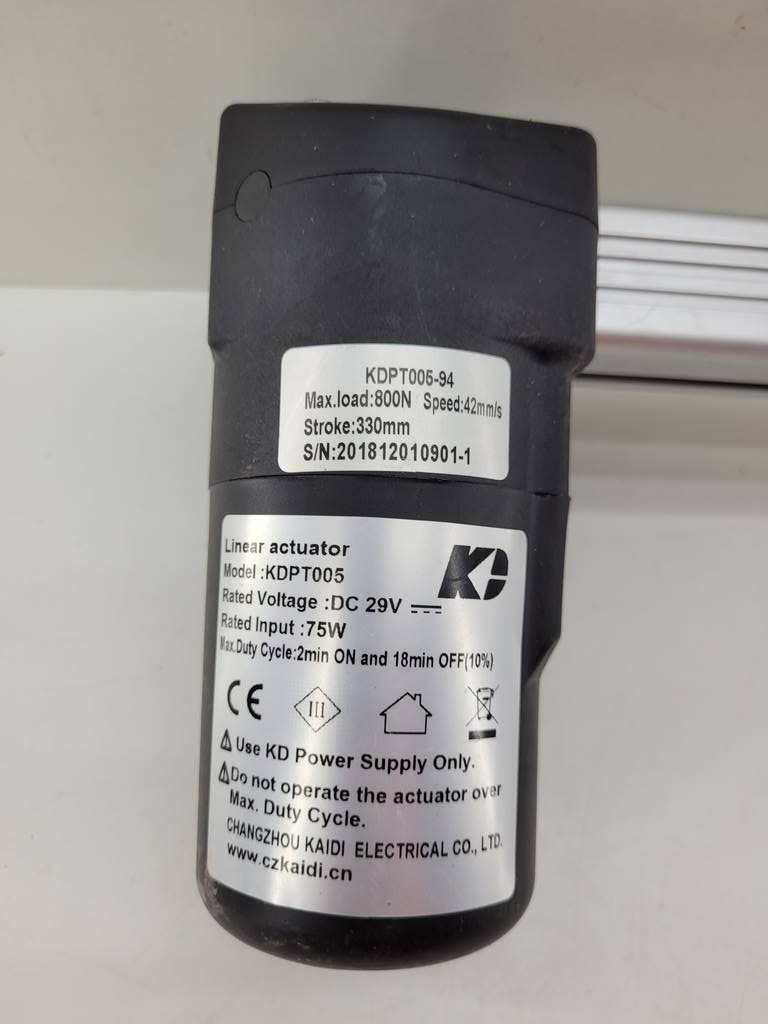 KDPT005-94
Max.load:800N Speed:42mm/s
Stroke:330mm
S/N:201812010901-1
Linear actuator
KD
Model :KDPT005
Rated Voltage :DC 29V
Rated Input :75W
Max.Duty Cycle:2min ON and 18min OFF(10%)
CE III
Use KD Power Supply Only.
Do not operate the actuator over
Max. Duty Cycle.
CHANGZHOU KAIDI ELECTRICAL CO., LTD.
www.czkaidi.cn